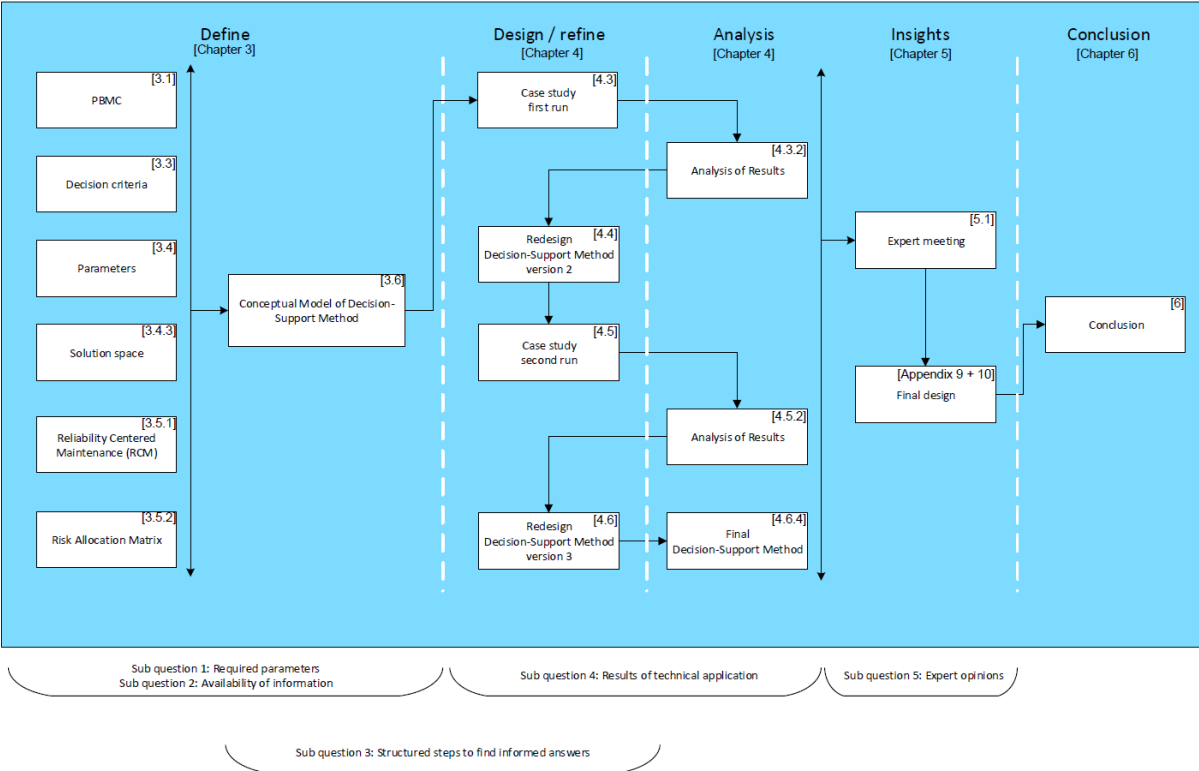 Define
[Chapter 3]
Design / refine
[Chapter 4]
Analysis
[Chapter 4]
Insights
[Chapter 5]
Conclusion
[Chapter 6]
[3.1]
PBMC
[3.3]
Decision criteria
[3.4]
Parameters
[3.4.3]
Solution space
[3.5.1]
Reliability Centered
Maintenance (RCM)
[3.5.2]
Risk Allocation Matrix
[3.6]
Conceptual Model of Decision-
Support Method
[4.3]
Case study
first run
[4.3.2]
Analysis of Results
[4.4]
Redesign
Decision-Support Method
version 2
[4.5]
Case study
second run
[4.5.2]
Analysis of Results
[4.6]
Redesign
Decision-Support Method
version 3
[4.6.4]
Final
Decision-Support Method
[5.1]
Expert meeting
[Appendix 9 + 10]
Final design
[6]
Conclusion
Sub question 1: Required parameters
Sub question 2: Availability of information
Sub question 4: Results of technical application
Sub question 5: Expert opinions
Sub question 3: Structured steps to find informed answers